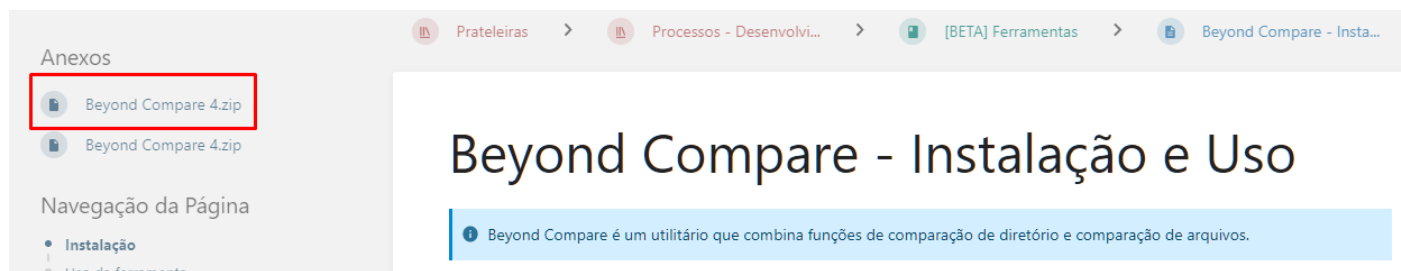 Prateleiras > Processos - Desenvolvi... > [BETA] Ferramentas > Beyond Compare - Insta...
Anexos
Beyond Compare 4.zip
Beyond Compare 4.zip
Navegação da Página
Instalação
Beyond Compare - Instalação e Uso
Beyond Compare é um utilitário que combina funções de comparação de diretório e comparação de arquivos.